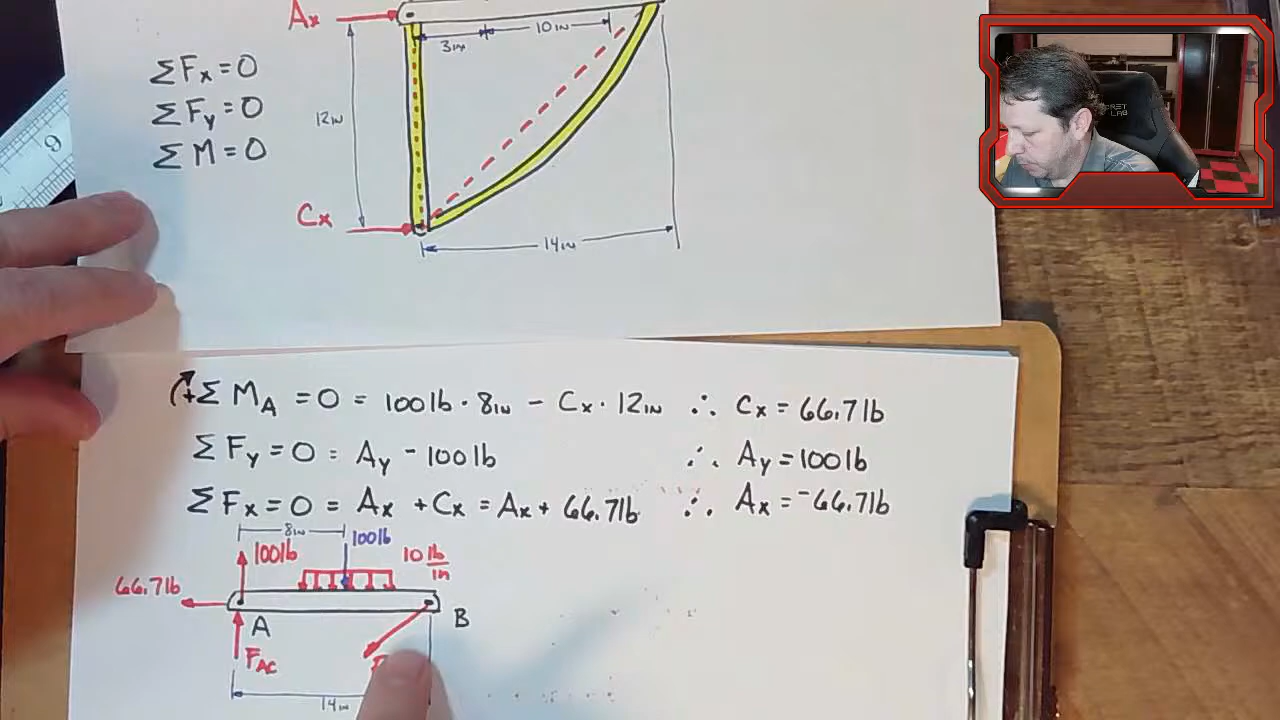 Ax
3in
10in
ΣFx=0
ΣFy=0
ΣM=0
12in
Cx
14in
+Σ MA = 0 = 100lb · 8in - Cx · 12in ∴ Cx = 66.7lb
ΣFy = 0 = Ay - 100lb ∴ Ay = 100lb
ΣFx = 0 = Ax + Cx = Ax + 66.7lb ∴ Ax = -66.7lb
8in
100lb
100lb
10 lb/in
66.7lb
A
B
FAC
14in
6